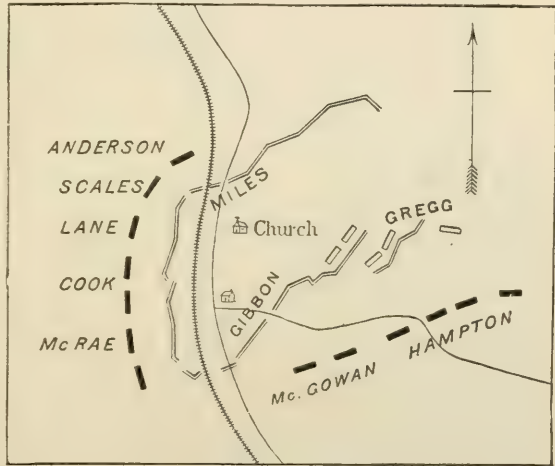 ANDERSON
SCALES
LANE
COOK
McRAE
MILES
Church
GIBBON
GREGG
Mc. GOWAN
HAMPTON